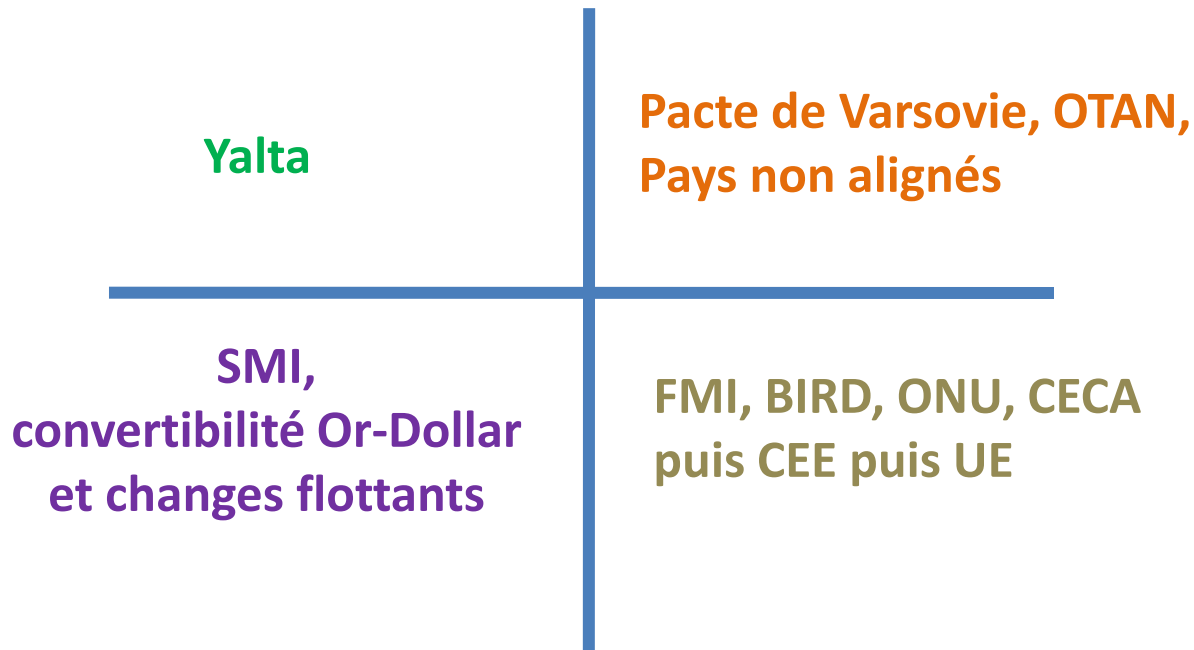 Yalta
Pacte de Varsovie, OTAN,
Pays non alignés
SMI,
convertibilité Or-Dollar
et changes flottants
FMI, BIRD, ONU, CECA
puis CEE puis UE